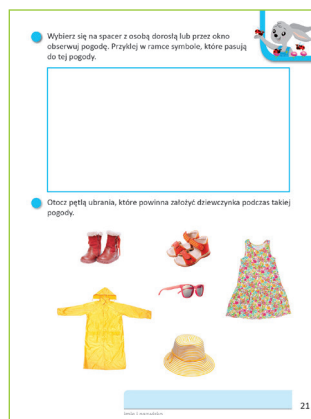 Wybierz się na spacer z osobą dorosłą lub przez okno
obserwuj pogodę. Przyklej w ramce symbole, które pasują
do tej pogody.
Otocz pętlą ubrania, które powinna założyć dziewczynka podczas takiej
pogody.
21